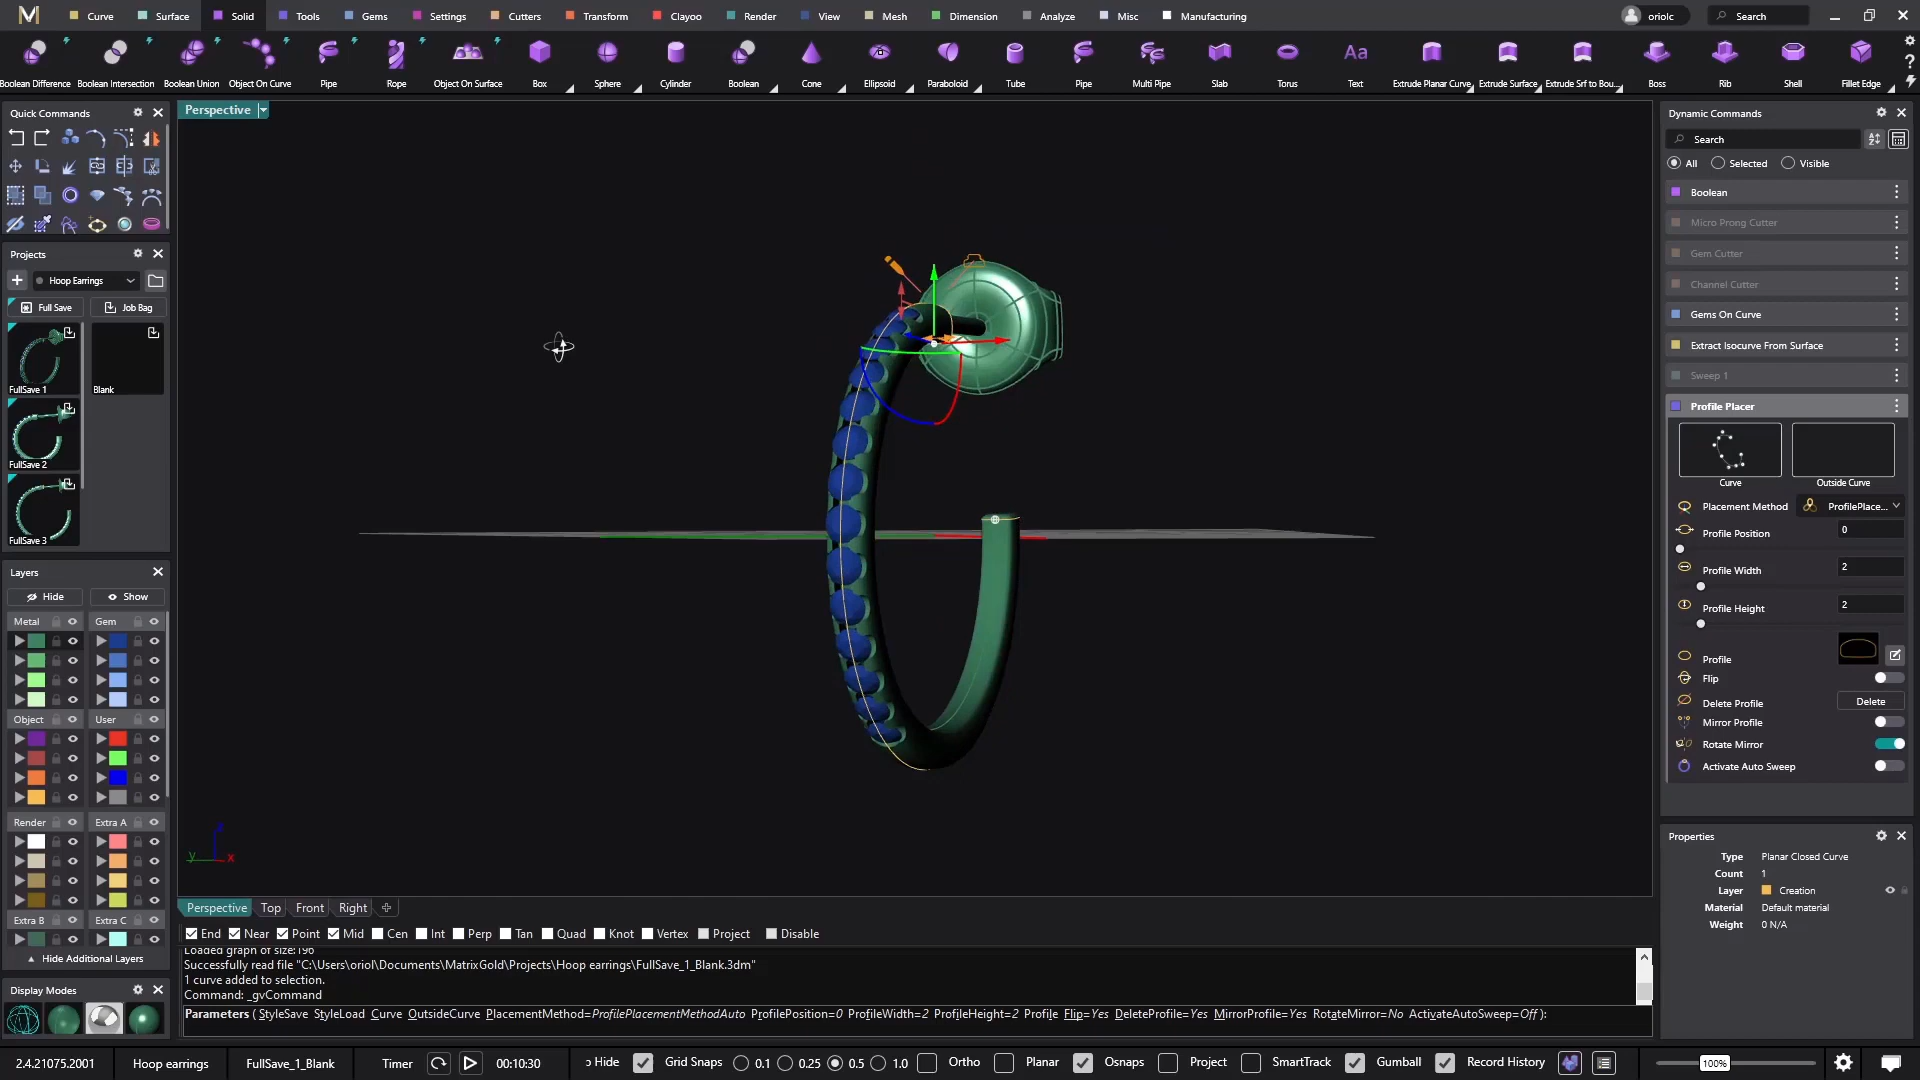 Curve Surface Solid Tools Gems Settings Cutters Transform Clayoo Render View Mesh Dimension Analyze Misc Manufacturing oriolc Search
Boolean Difference Boolean Intersection Boolean Union Object On Curve Pipe Rope Object On Surface Box Sphere Cylinder Boolean Cone Ellipsoid Paraboloid Tube Pipe Multi Pipe Slab Torus Text Extrude Planar Curve Extrude Surface Extrude Srf to Bou... Boss Rib Shell Fillet Edge
Quick Commands
Projects
Hoop Earrings
Full Save Job Bag
FullSave 1 Blank
FullSave 2
FullSave 3
Layers
Hide Show
Metal Gem
Object User
Render Extra A
Extra B Extra C
Hide Additional Layers
Display Modes
Perspective
z
y x
Perspective Top Front Right
End Near Point Mid Cen Int Perp Tan Quad Knot Vertex Project Disable
Loaded graph of size:196
Successfully read file "C:\Users\oriol\Documents\MatrixGold\Projects\Hoop earrings\FullSave_1_Blank.3dm"
1 curve added to selection.
Command: _gvCommand
Parameters ( StyleSave StyleLoad Curve OutsideCurve PlacementMethod=ProfilePlacementMethodAuto ProfilePosition=0 ProfileWidth=2 ProfileHeight=2 Profile Flip=Yes DeleteProfile=Yes MirrorProfile=Yes RotateMirror=No ActivateAutoSweep=Off ):
Dynamic Commands
Search
All Selected Visible
Boolean
Micro Prong Cutter
Gem Cutter
Channel Cutter
Gems On Curve
Extract Isocurve From Surface
Sweep 1
Profile Placer
Curve Outside Curve
Placement Method ProfilePlace...
Profile Position 0
Profile Width 2
Profile Height 2
Profile
Flip
Delete Profile Delete
Mirror Profile
Rotate Mirror
Activate Auto Sweep
Properties
Type Planar Closed Curve
Count 1
Layer Creation
Material Default material
Weight 0 N/A
2.4.21075.2001 Hoop earrings FullSave_1_Blank Timer 00:10:30 o Hide Grid Snaps 0.1 0.25 0.5 1.0 Ortho Planar Osnaps Project SmartTrack Gumball Record History 100%